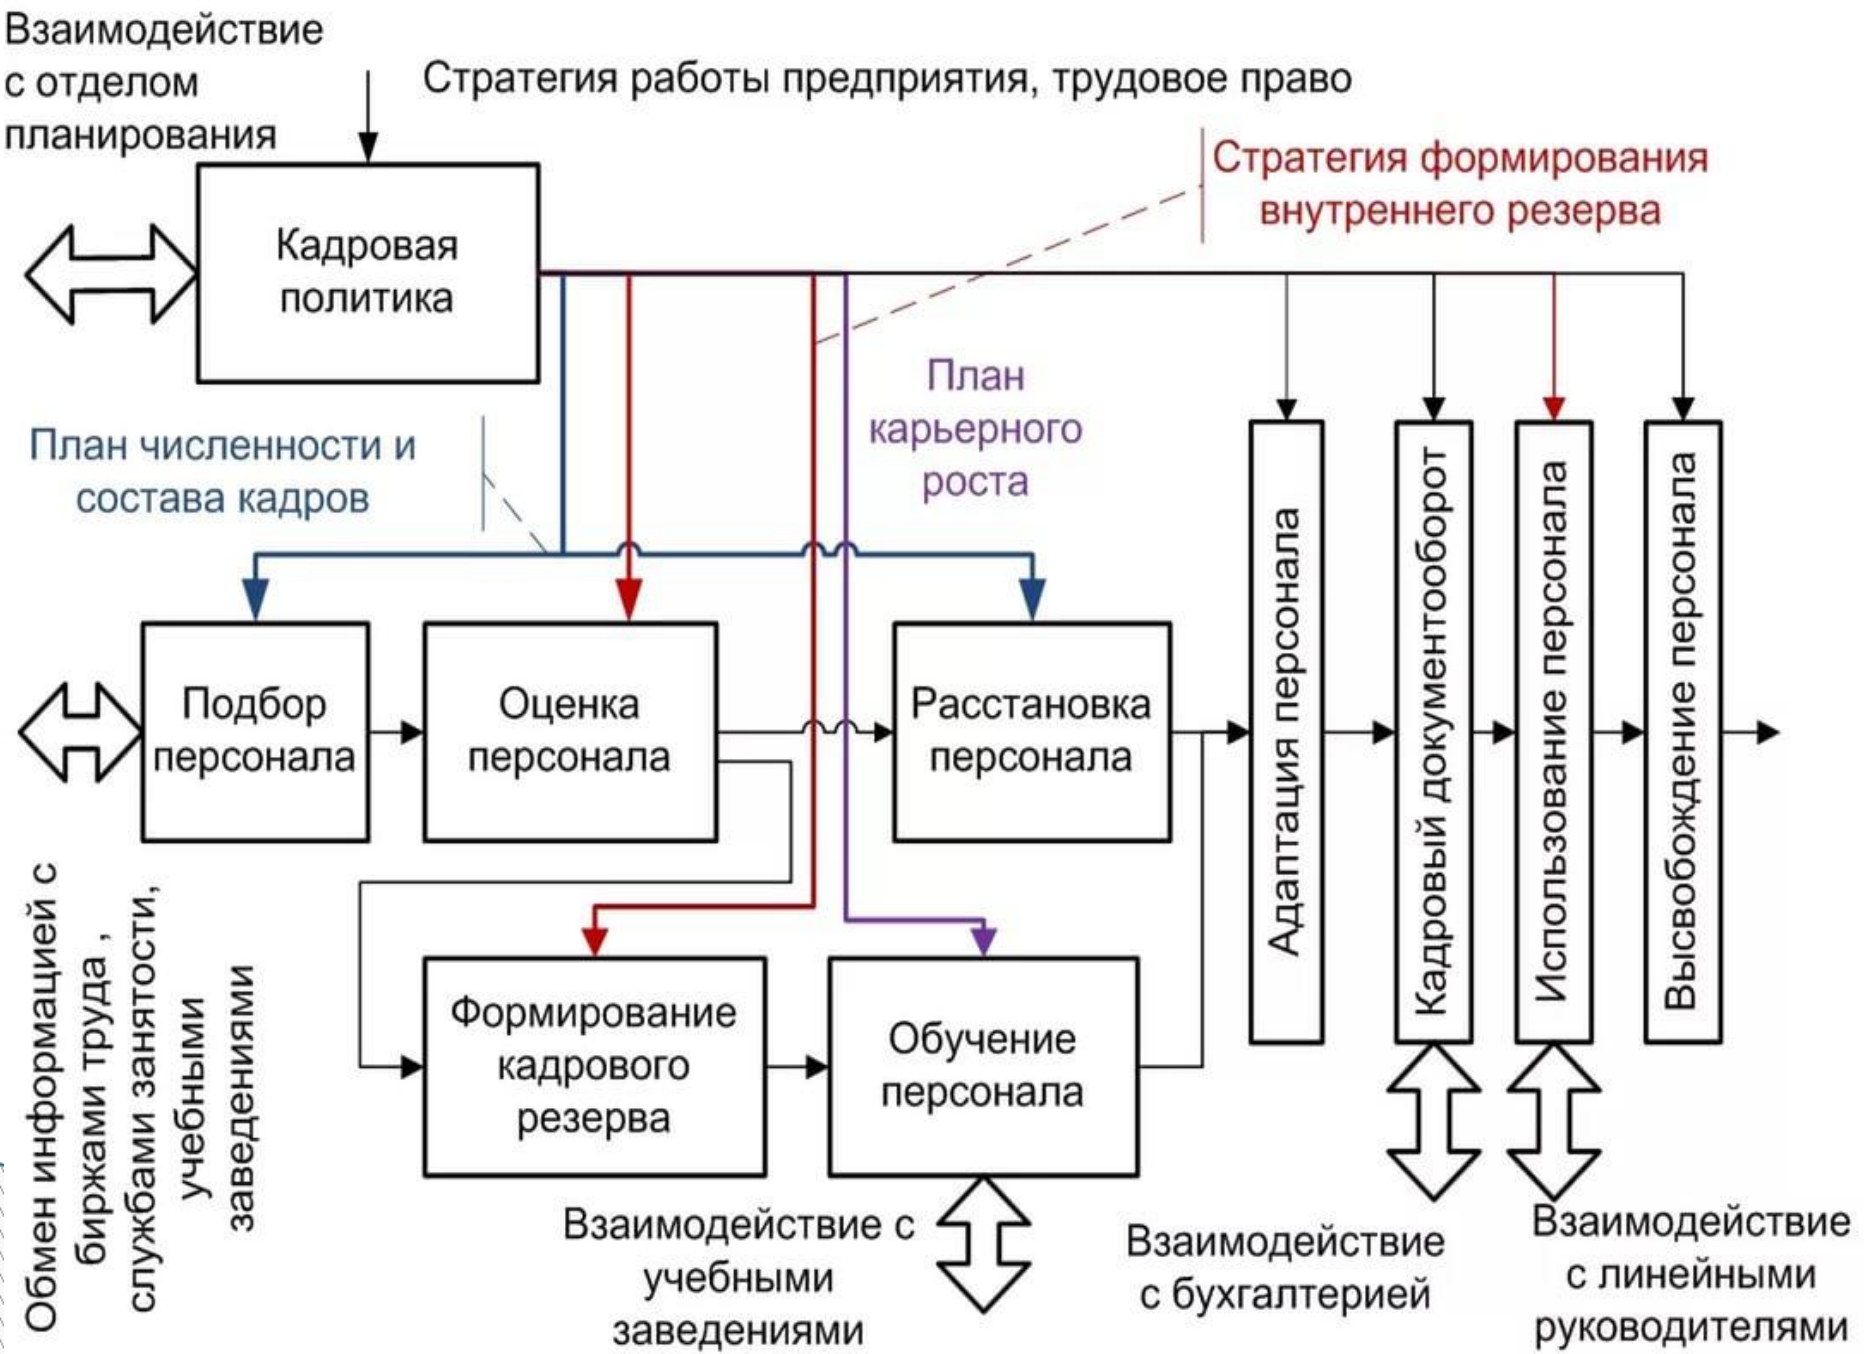 Взаимодействие
с отделом
планирования
Стратегия работы предприятия, трудовое право
Стратегия формирования
внутреннего резерва
Кадровая
политика
План численности и
состава кадров
План
карьерного
роста
Подбор
персонала
Оценка
персонала
Расстановка
персонала
Адаптация персонала
Кадровый документооборот
Использование персонала
Высвобождение персонала
Обмен информацией с
биржами труда ,
службами занятости,
учебными
заведениями
Формирование
кадрового
резерва
Обучение
персонала
Взаимодействие с
учебными
заведениями
Взаимодействие
с бухгалтерией
Взаимодействие
с линейными
руководителями